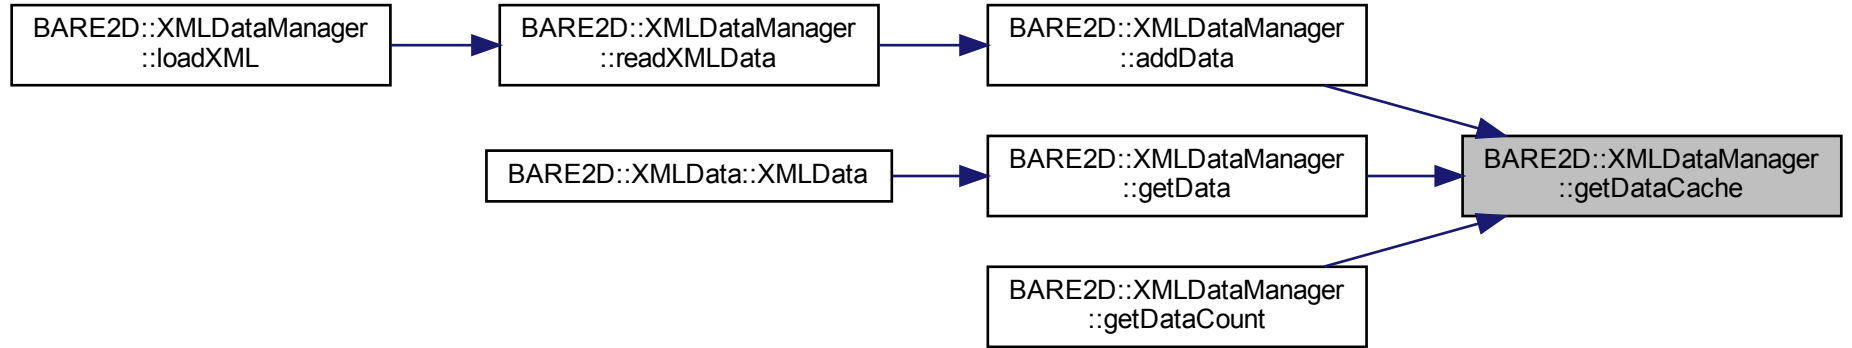 BARE2D::XMLDataManager
::loadXML
BARE2D::XMLDataManager
::readXMLData
BARE2D::XMLDataManager
::addData
BARE2D::XMLData::XMLData
BARE2D::XMLDataManager
::getData
BARE2D::XMLDataManager
::getDataCache
BARE2D::XMLDataManager
::getDataCount